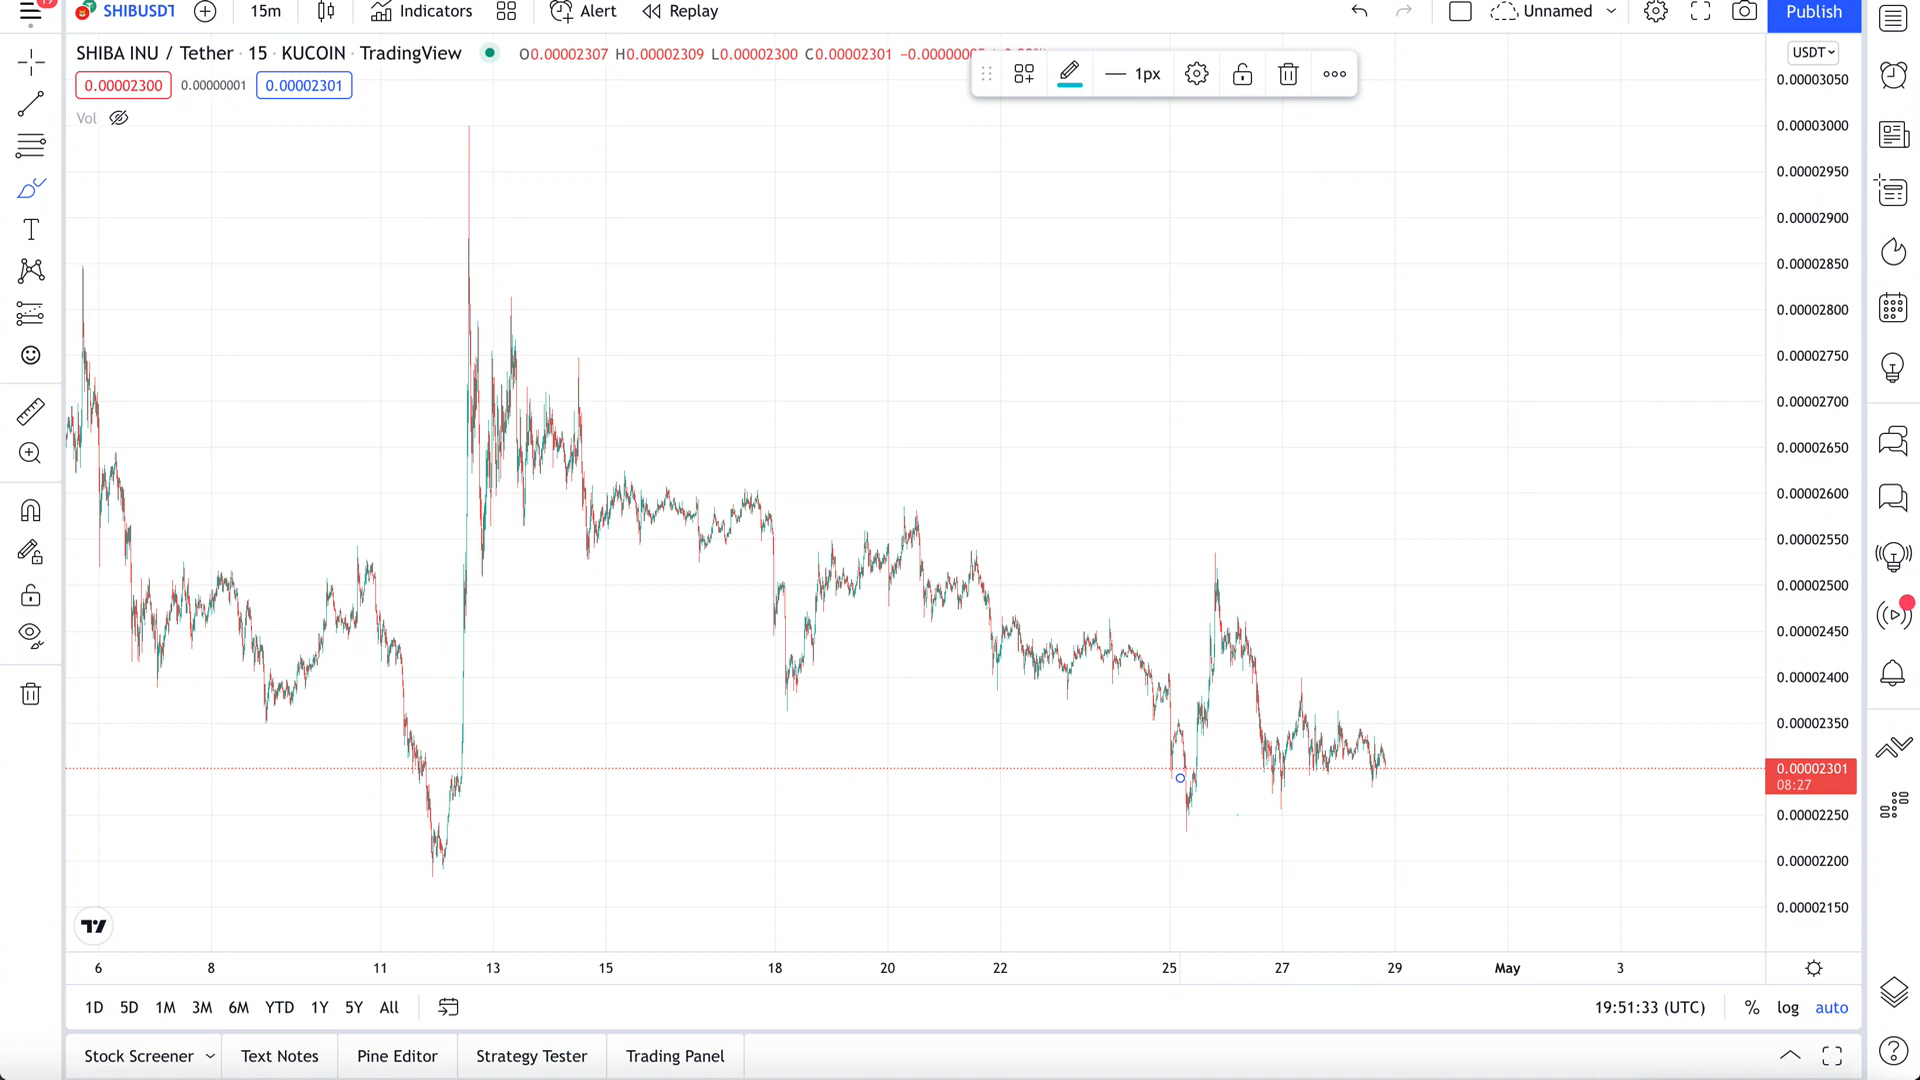 19
SHIBUSDT
15m
Indicators
Alert
Replay
Unnamed
Publish
SHIBA INU / Tether · 15 · KUCOIN · TradingView
O0.00002307 H0.00002309 L0.00002300 C0.00002301
1px
USDT
0.00002300
0.00000001
0.00002301
Vol
0.00003050
0.00003000
0.00002950
0.00002900
0.00002850
0.00002800
0.00002750
0.00002700
0.00002650
0.00002600
0.00002550
0.00002500
0.00002450
0.00002400
0.00002350
0.00002301
08:27
0.00002250
0.00002200
0.00002150
6 8 11 13 15 18 20 22 25 27 29 May 3
1D 5D 1M 3M 6M YTD 1Y 5Y All
19:51:33 (UTC)
% log auto
Stock Screener
Text Notes
Pine Editor
Strategy Tester
Trading Panel